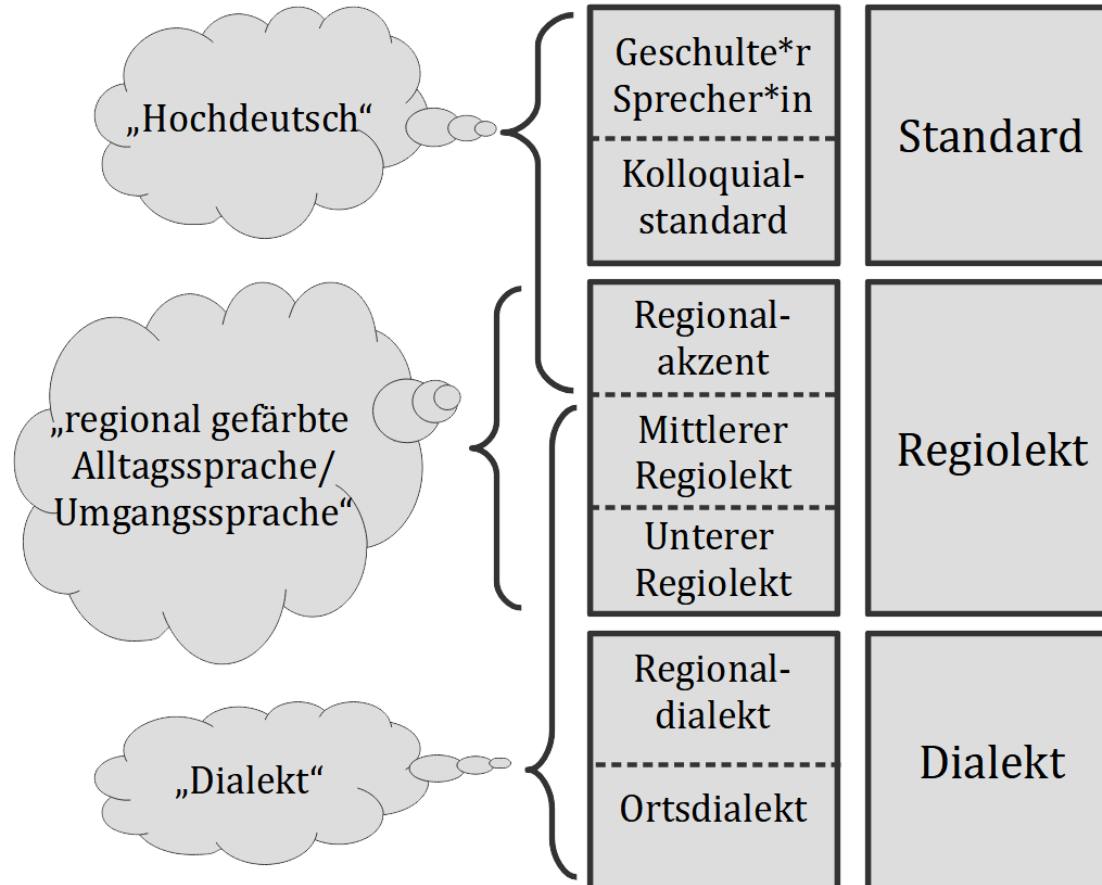 „Hochdeutsch“
„regional gefärbte
Alltagssprache/
Umgangssprache“
„Dialekt“
Geschulte*r
Sprecher*in
Kolloquial-
standard
Regional-
akzent
Mittlerer
Regiolekt
Unterer
Regiolekt
Regional-
dialekt
Ortsdialekt
Standard
Regiolekt
Dialekt